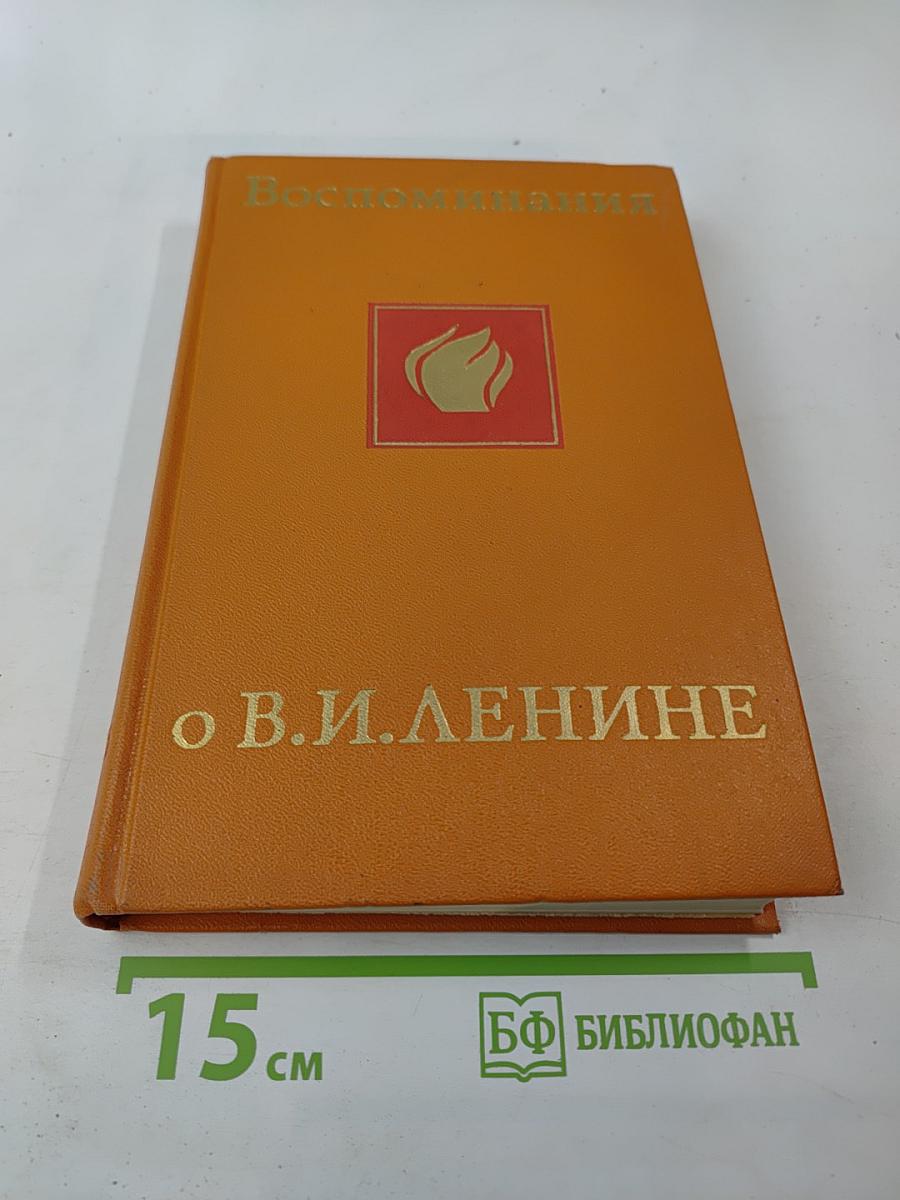 Воспоминания
о В.И.ЛЕНИНЕ
15 см
БФ БИБЛИОФАН